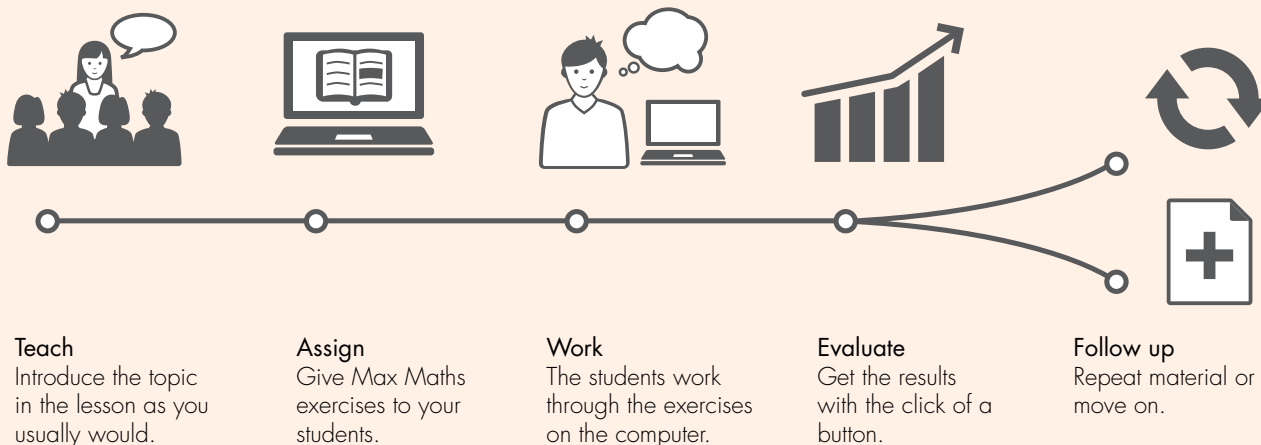 Teach
Introduce the topic
in the lesson as you
usually would.
Assign
Give Max Maths
exercises to your
students.
Work
The students work
through the exercises
on the computer.
Evaluate
Get the results
with the click of a
button.
Follow up
Repeat material or
move on.